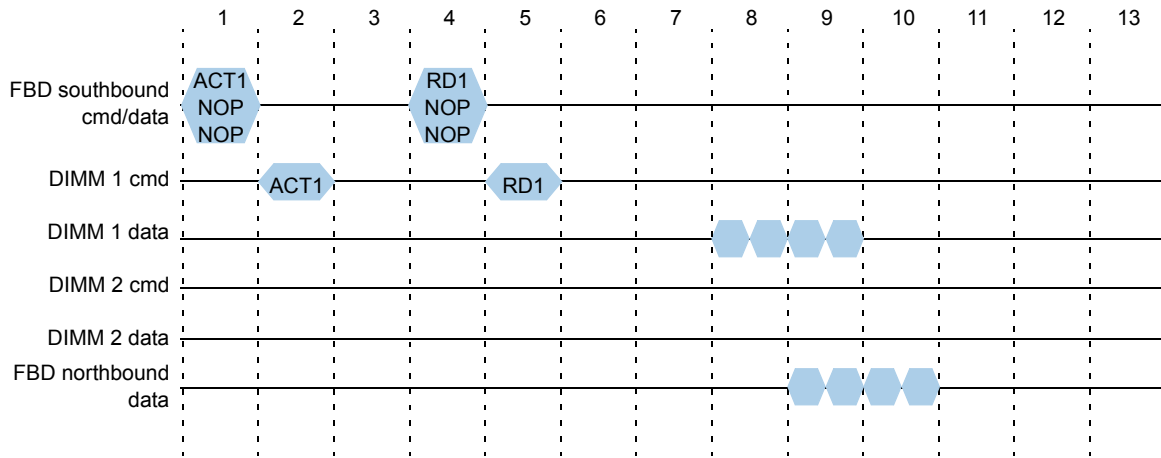 1 2 3 4 5 6 7 8 9 10 11 12 13
FBD southbound
cmd/data
ACT1
NOP
NOP
RD1
NOP
NOP
DIMM 1 cmd
ACT1
RD1
DIMM 1 data
DIMM 2 cmd
DIMM 2 data
FBD northbound
data